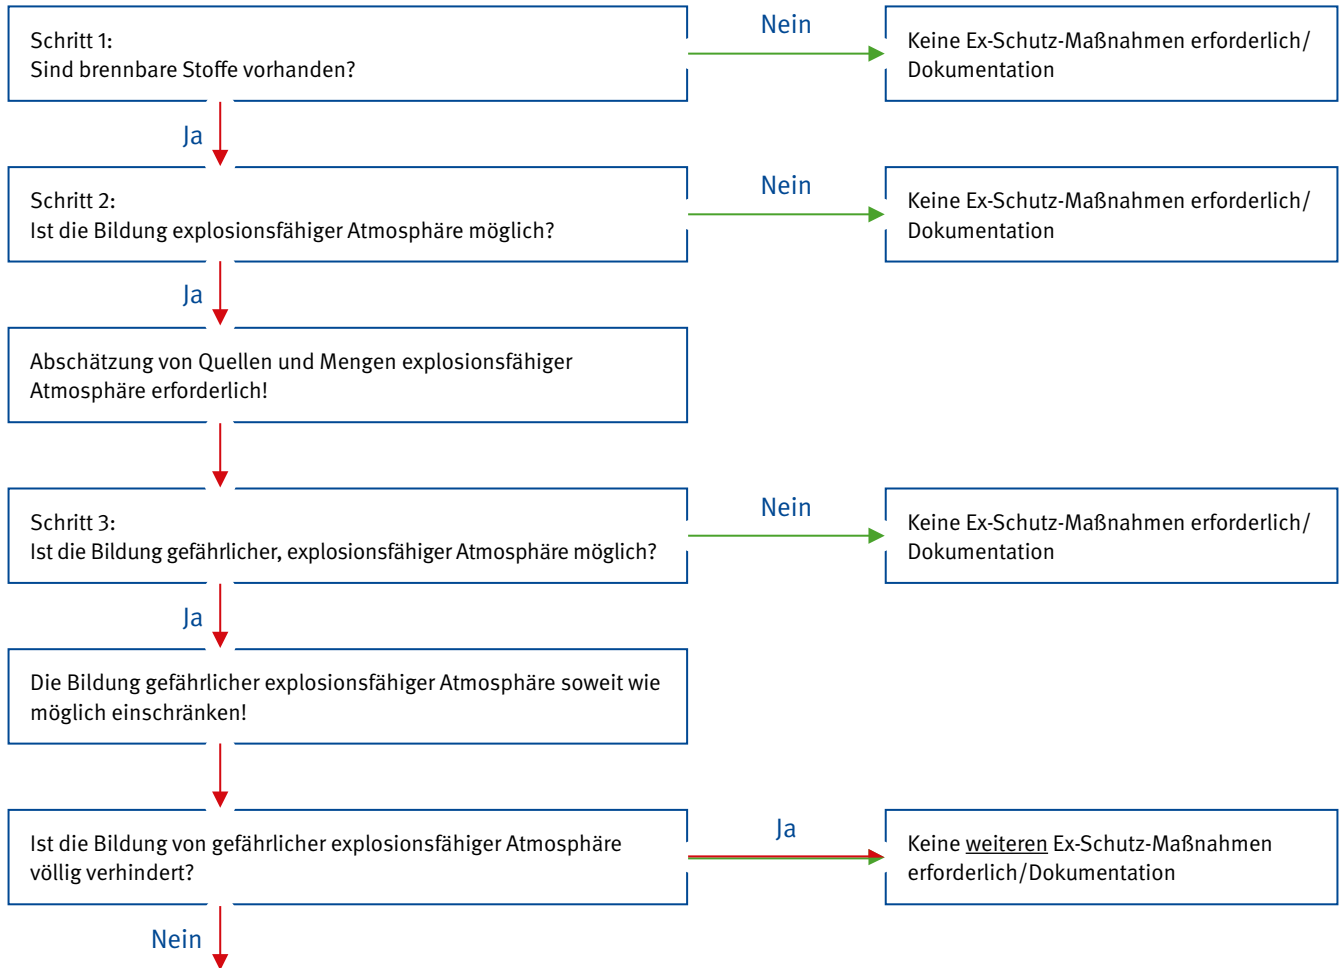 Schritt 1:
Sind brennbare Stoffe vorhanden?
Nein
Keine Ex-Schutz-Maßnahmen erforderlich/
Dokumentation
Ja
Schritt 2:
Ist die Bildung explosionsfähiger Atmosphäre möglich?
Nein
Keine Ex-Schutz-Maßnahmen erforderlich/
Dokumentation
Ja
Abschätzung von Quellen und Mengen explosionsfähiger
Atmosphäre erforderlich!
Schritt 3:
Ist die Bildung gefährlicher, explosionsfähiger Atmosphäre möglich?
Nein
Keine Ex-Schutz-Maßnahmen erforderlich/
Dokumentation
Ja
Die Bildung gefährlicher explosionsfähiger Atmosphäre soweit wie
möglich einschränken!
Ist die Bildung von gefährlicher explosionsfähiger Atmosphäre
völlig verhindert?
Ja
Keine weiteren Ex-Schutz-Maßnahmen
erforderlich/Dokumentation
Nein